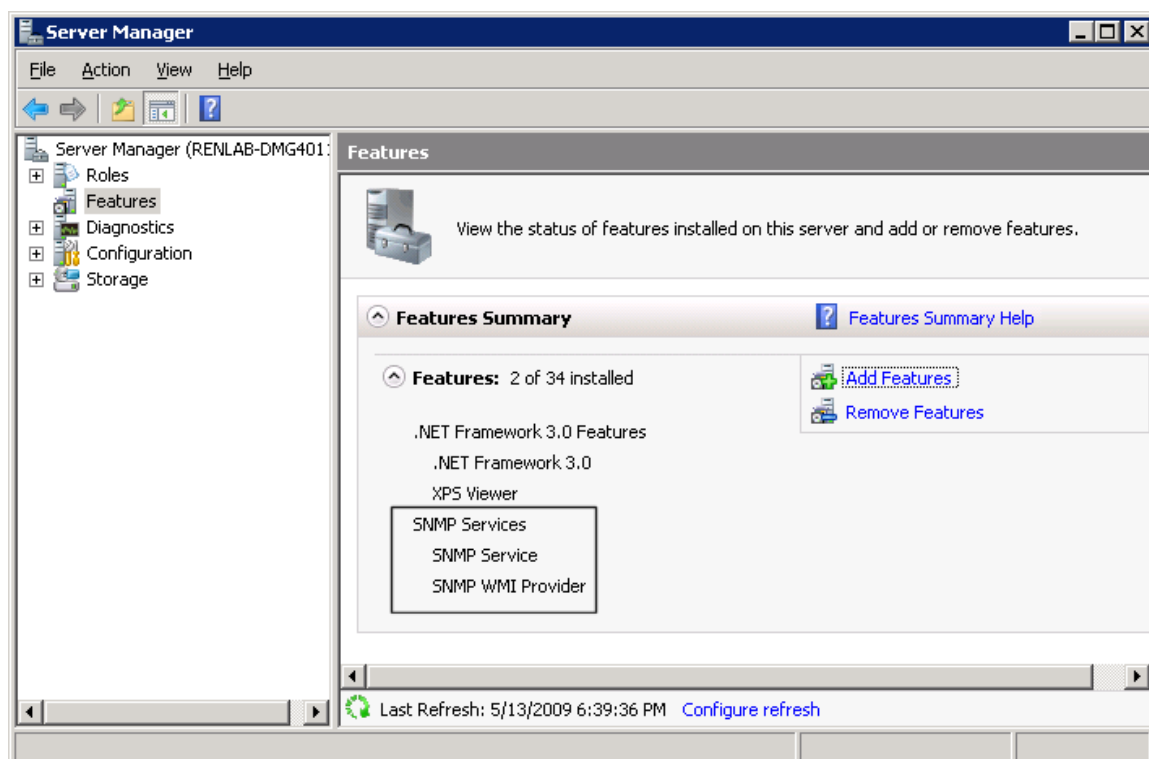 Server Manager
File Action View Help
Server Manager (RENLAB-DMG401
Roles
Features
Diagnostics
Configuration
Storage
Features
View the status of features installed on this server and add or remove features.
Features Summary
Features Summary Help
Features: 2 of 34 installed
Add Features
Remove Features
.NET Framework 3.0 Features
.NET Framework 3.0
XPS Viewer
SNMP Services
SNMP Service
SNMP WMI Provider
Last Refresh: 5/13/2009 6:39:36 PM Configure refresh